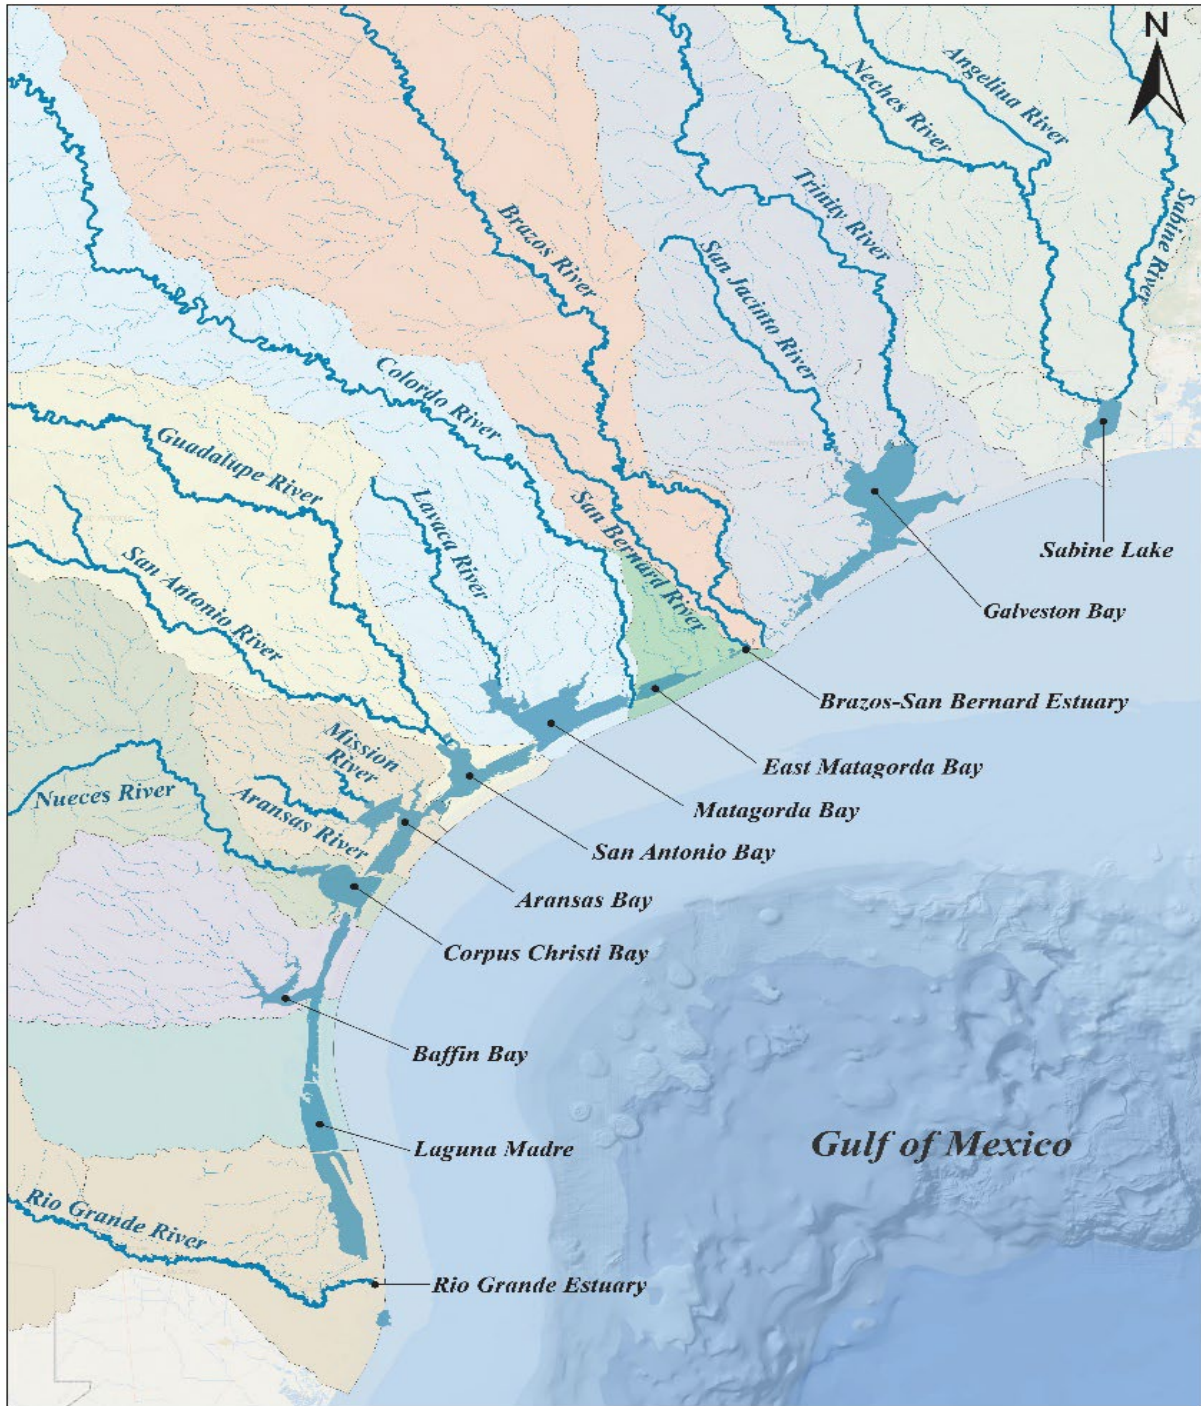 N
Angelina River
Neches River
Sabine River
Trinity River
Brazos River
San Jacinto River
Colordo River
Guadalupe River
Lavaca River
San Bernard River
San Antonio River
Sabine Lake
Galveston Bay
Brazos-San Bernard Estuary
Mission
River
East Matagorda Bay
Nueces River
Aransas River
Matagorda Bay
San Antonio Bay
Aransas Bay
Corpus Christi Bay
Baffin Bay
Gulf of Mexico
Laguna Madre
Rio Grande River
Rio Grande Estuary